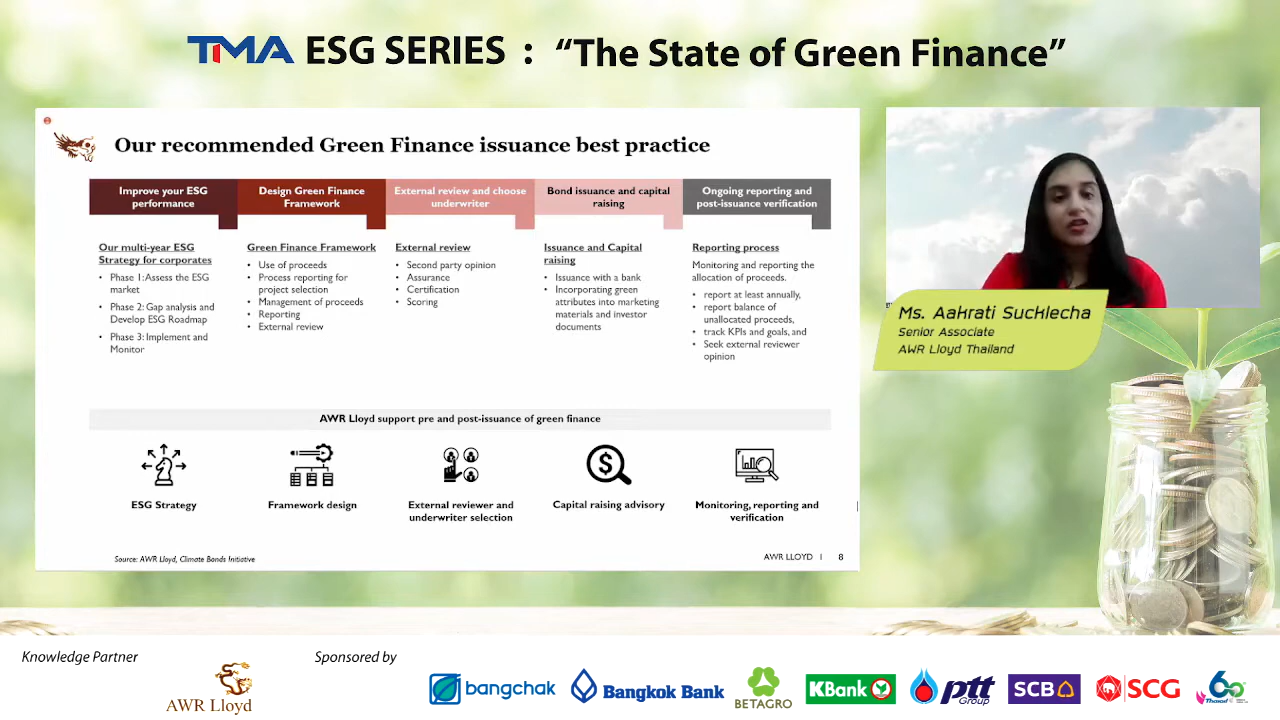 TMA ESG SERIES : “The State of Green Finance”
Our recommended Green Finance issuance best practice
Improve your ESG
performance
Design Green Finance
Framework
External review and choose
underwriter
Bond issuance and capital
raising
Ongoing reporting and
post-issuance verification
Our multi-year ESG
Strategy for corporates
• Phase 1: Assess the ESG
market
• Phase 2: Gap analysis and
Develop ESG Roadmap
• Phase 3: Implement and
Monitor
Green Finance Framework
• Use of proceeds
• Process reporting for
project selection
• Management of proceeds
• Reporting
• External review
External review
• Second party opinion
• Assurance
• Certification
• Scoring
Issuance and Capital
raising
• Issuance with a bank
• Incorporating green
attributes into marketing
materials and investor
documents
Reporting process
Monitoring and reporting the
allocation of proceeds.
• report at least annually,
• report balance of
unallocated proceeds,
• track KPIs and goals, and
• Seek external reviewer
opinion
AWR Lloyd support pre and post-issuance of green finance
ESG Strategy
Framework design
External reviewer and
underwriter selection
Capital raising advisory
Monitoring, reporting and
verification
Source: AWR Lloyd, Climate Bonds Initiative
AWR LLOYD | 8
Ms. Aakrati Sucklecha
Senior Associate
AWR Lloyd Thailand
Knowledge Partner
AWR Lloyd
Sponsored by
bangchak
Bangkok Bank
BETAGRO
KBank
ptt
Group
SCB
SCG
60
Thaioil